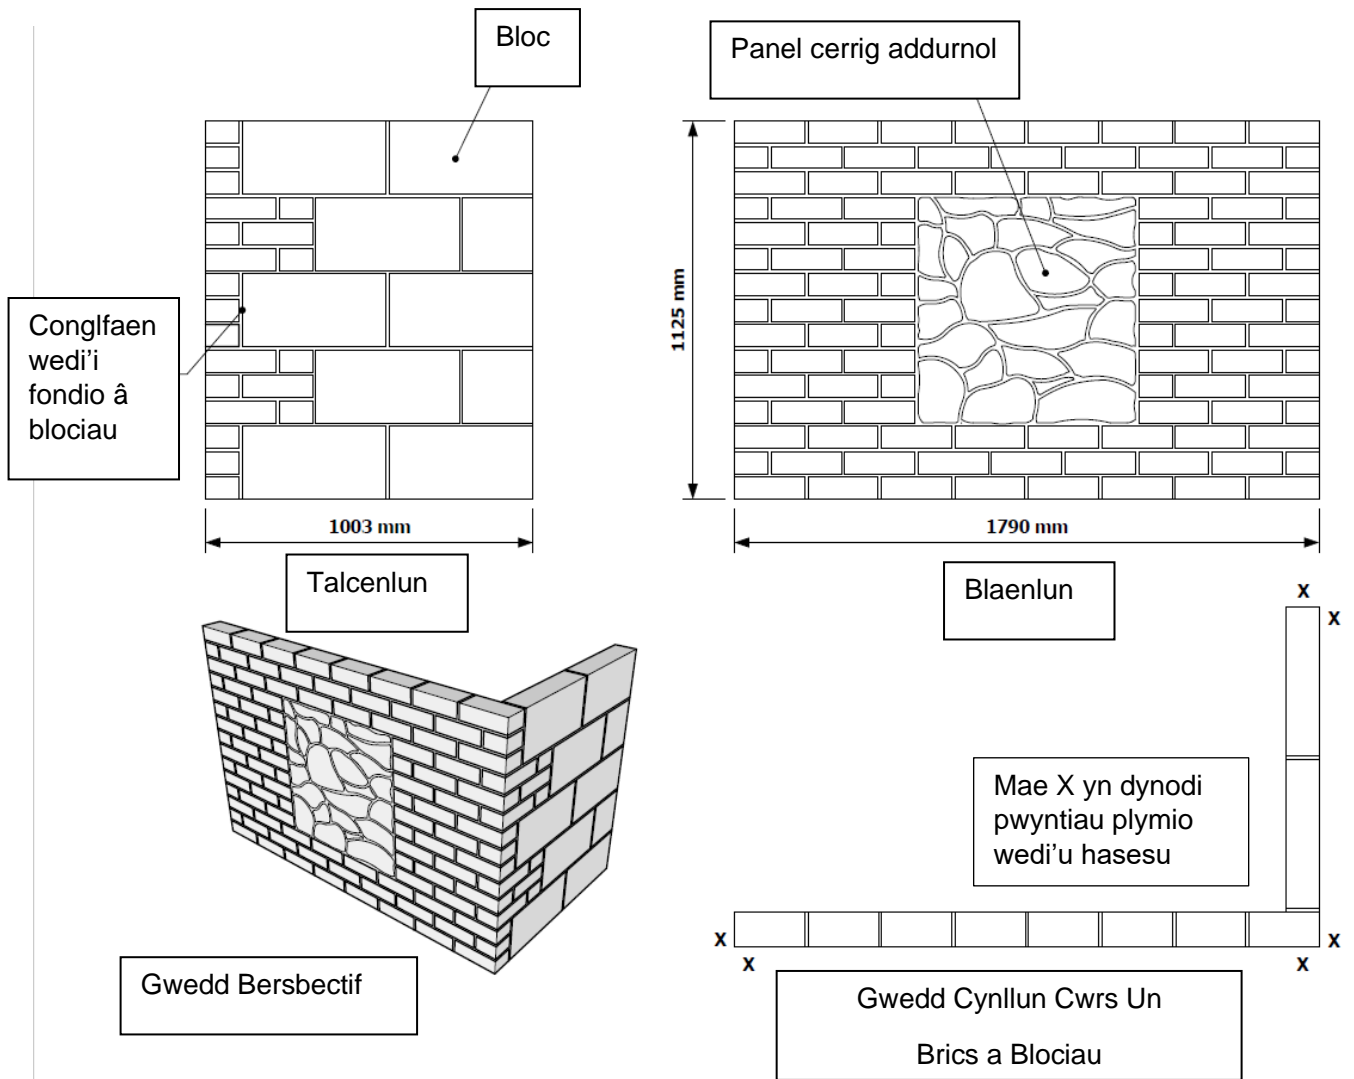 Bloc
Panel cerrig addurnol
1125 mm
Conglfaen
wedi'i
fondio â
blociau
1003 mm
1790 mm
Talcenlun
Blaenlun
X
X
Mae X yn dynodi
pwyntiau plymio
wedi'u hasesu
X
X
X
X
Gwedd Bersbectif
Gwedd Cynllun Cwrs Un
Brics a Blociau